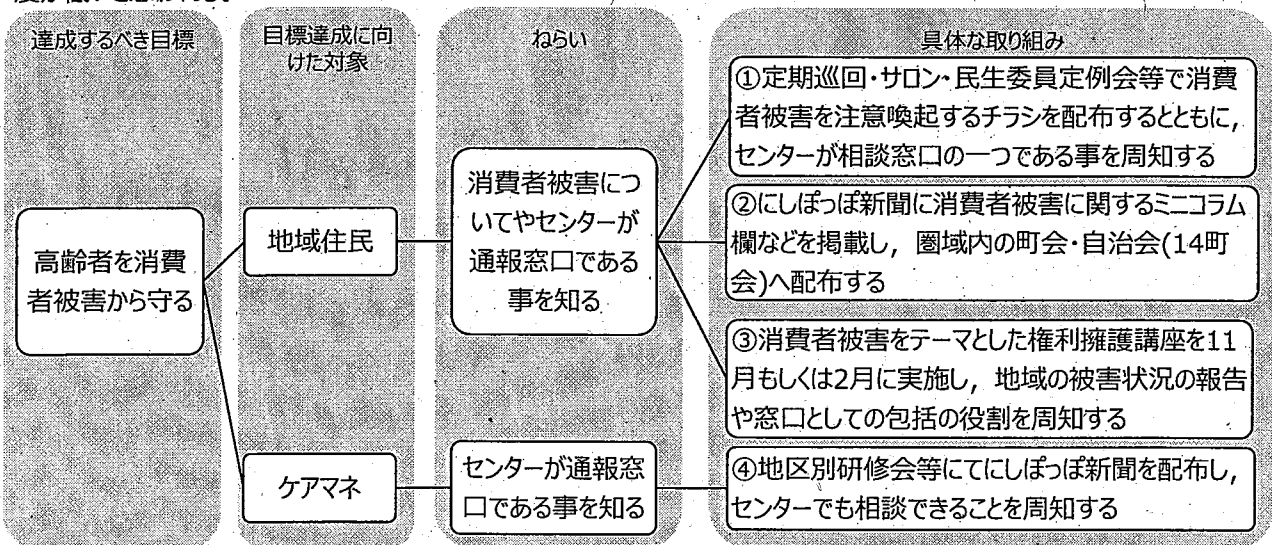 達成するべき目標
目標達成に向
けた対象
ねらい
具体的な取り組み
高齢者を消費
者被害から守る
地域住民
ケアマネ
消費者被害につ
いてやセンターが
通報窓口である
事を知る
センターが通報窓
口である事を知る
①定期巡回・サロン・民生委員定例会等で消費
者被害を注意喚起するチラシを配布するとともに,
センターが相談窓口の一つである事を周知する
②にしぽっぽ新聞に消費者被害に関するミニコラム
欄などを掲載し, 圏域内の町会・自治会(14町
会)へ配布する
③消費者被害をテーマとした権利擁護講座を11
月もしくは2月に実施し, 地域の被害状況の報告
や窓口としての包括の役割を周知する
④地区別研修会等にてにしぽっぽ新聞を配布し,
センターでも相談できることを周知する